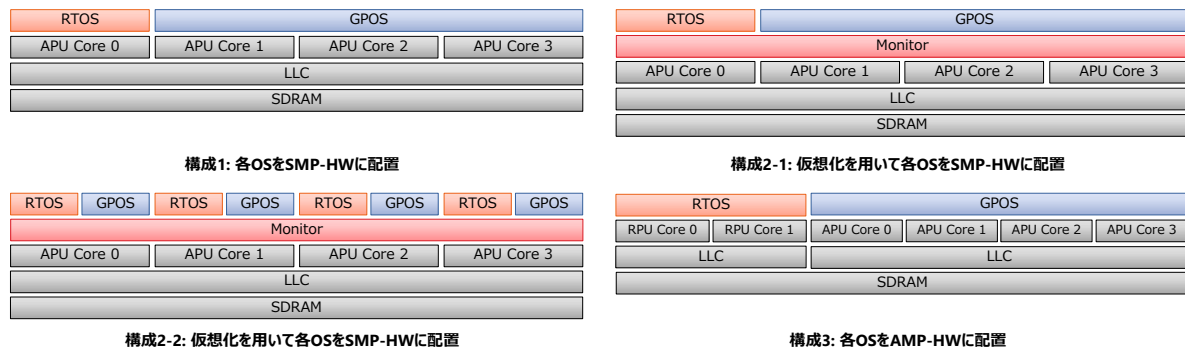 RTOS GPOS
APU Core 0 APU Core 1 APU Core 2 APU Core 3
LLC
SDRAM
構成1: 各OSをSMP-HWに配置
RTOS GPOS
Monitor
APU Core 0 APU Core 1 APU Core 2 APU Core 3
LLC
SDRAM
構成2-1: 仮想化を用いて各OSをSMP-HWに配置
RTOS GPOS RTOS GPOS RTOS GPOS RTOS GPOS
Monitor
APU Core 0 APU Core 1 APU Core 2 APU Core 3
LLC
SDRAM
構成2-2: 仮想化を用いて各OSをSMP-HWに配置
RTOS GPOS
RPU Core 0 RPU Core 1 APU Core 0 APU Core 1 APU Core 2 APU Core 3
LLC LLC
SDRAM
構成3: 各OSをAMP-HWに配置